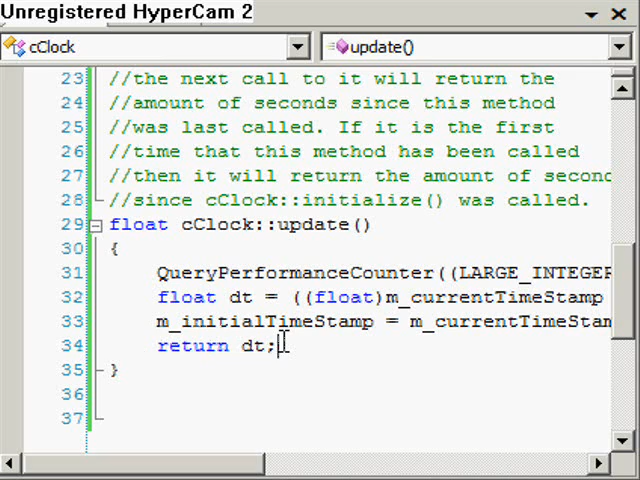 Unregistered HyperCam 2
cClock
update()
23 //the next call to it will return the
24 //amount of seconds since this method
25 //was last called. If it is the first
26 //time that this method has been called
27 //then it will return the amount of secon
28 //since cClock::initialize() was called.
29 float cClock::update()
30 {
31 QueryPerformanceCounter((LARGE_INTEGER
32 float dt = ((float)m_currentTimeStamp
33 m_initialTimeStamp = m_currentTimeStam
34 return dt;
35 }
36
37